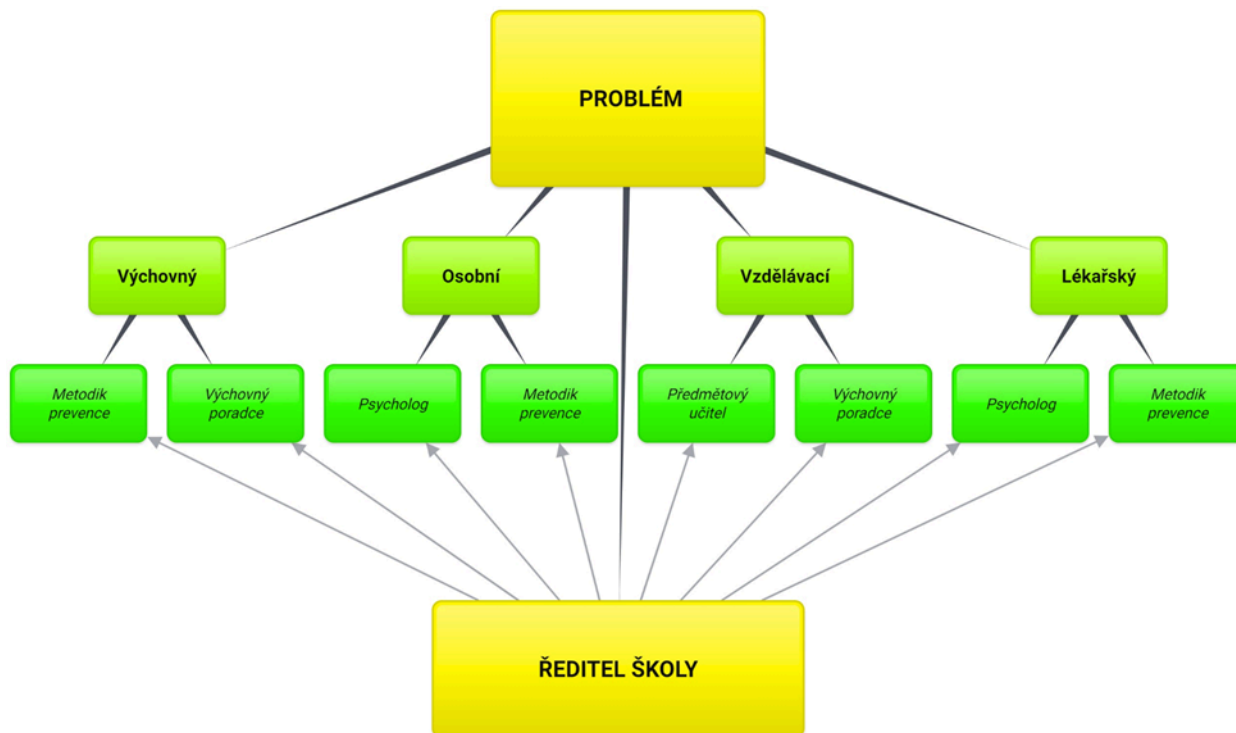 PROBLÉM
Výchovný
Osobní
Vzdělávací
Lékařský
Metodik
prevence
Výchovný
poradce
Psycholog
Metodik
prevence
Předmětový
učitel
Výchovný
poradce
Psycholog
Metodik
prevence
ŘEDITEL ŠKOLY